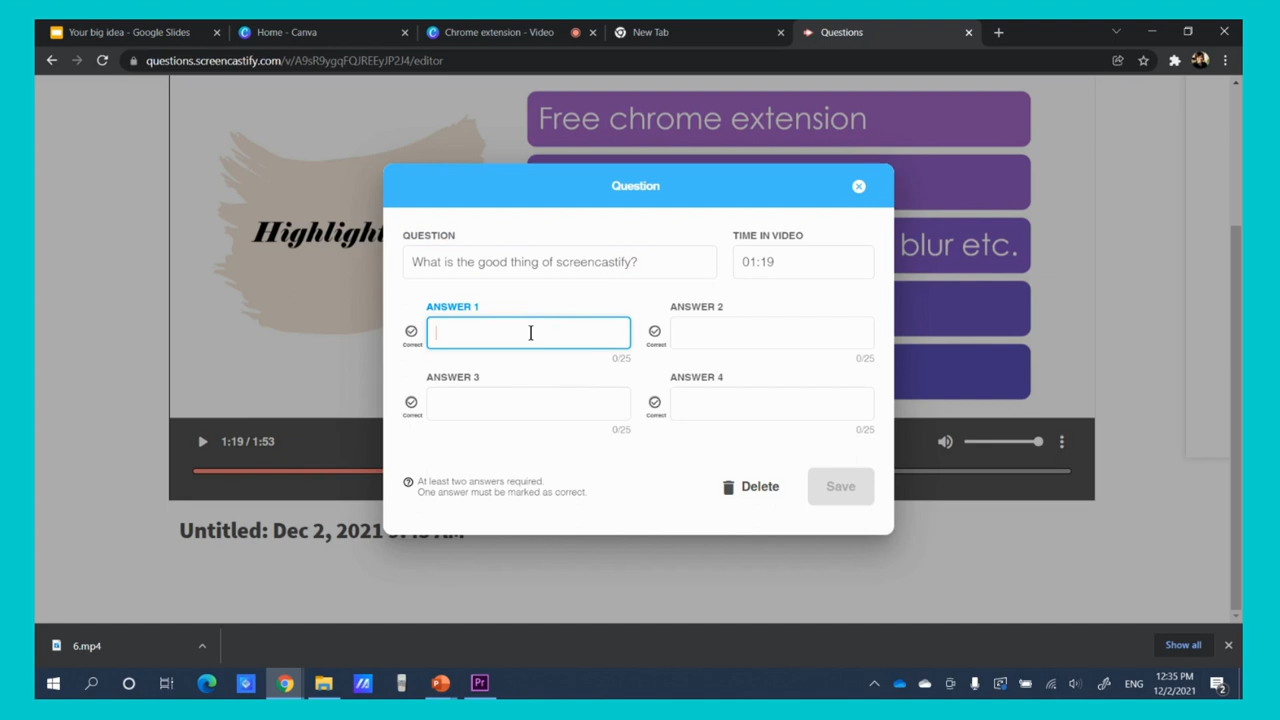 Your big idea - Google Slides
Home - Canva
Chrome extension - Video
New Tab
Questions
questions.screencastify.com/v/A9sR9ygqFQJREEyJP2J4/editor
Free chrome extension
Highlight
blur etc.
Question
QUESTION
TIME IN VIDEO
What is the good thing of screencastify?
01:19
ANSWER 1
ANSWER 2
Correct
Correct
0/25
0/25
ANSWER 3
ANSWER 4
Correct
Correct
0/25
0/25
1:19 / 1:53
At least two answers required.
One answer must be marked as correct.
Delete
Save
Untitled: Dec 2, 2021
6.mp4
Show all
Pr
ENG
12:35 PM
12/2/2021
2